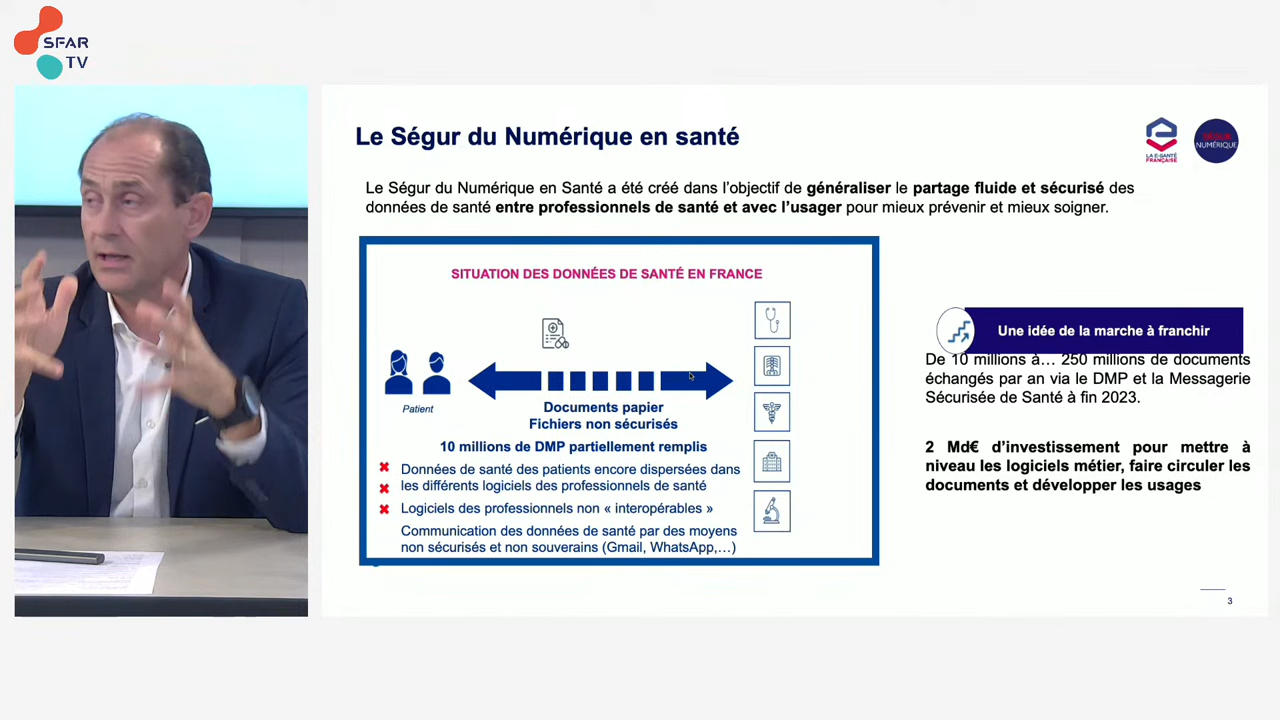 SFAR
TV
Le Ségur du Numérique en santé
LA E-SANTÉ
FRANÇAISE
NUMÉRIQUE
Le Ségur du Numérique en Santé a été créé dans l'objectif de généraliser le partage fluide et sécurisé des
données de santé entre professionnels de santé et avec l'usager pour mieux prévenir et mieux soigner.
SITUATION DES DONNÉES DE SANTÉ EN FRANCE
Patient
Documents papier
Fichiers non sécurisés
10 millions de DMP partiellement remplis
Données de santé des patients encore dispersées dans
les différents logiciels des professionnels de santé
Logiciels des professionnels non « interopérables »
Communication des données de santé par des moyens
non sécurisés et non souverains (Gmail, WhatsApp,…)
Une idée de la marche à franchir
De 10 millions à… 250 millions de documents
échangés par an via le DMP et la Messagerie
Sécurisée de Santé à fin 2023.
2 Md€ d'investissement pour mettre à
niveau les logiciels métier, faire circuler les
documents et développer les usages
3